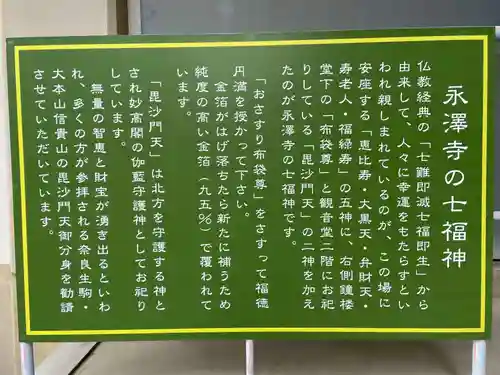 永澤寺の七福神
仏教経典の「七難即滅七福即生」から
由来して、人々に幸運をもたらすとい
われ親しまれているのが、この場に
安座する「恵比寿・大黒天・弁財天・
寿老人・福緑寿」の五神に、右側鐘楼
堂下の「布袋尊」と観音堂二階にお祀
りしている「毘沙門天」の二神を加え
たのが永澤寺の七福神です。
「おさすり布袋尊」をさすって福徳
円満を授かって下さい。
金箔がはげ落ちたら新たに補うため
純度の高い金箔（九五％）で覆われて
います。
「毘沙門天」は北方を守護する神と
され妙高閣の伽藍守護神としてお祀り
しています。
無量の智恵と財宝が湧き出るといわ
れ、多くの方が参拝される奈良生駒・
大本山信貴山の毘沙門天御分身を勧請
させていただいています。